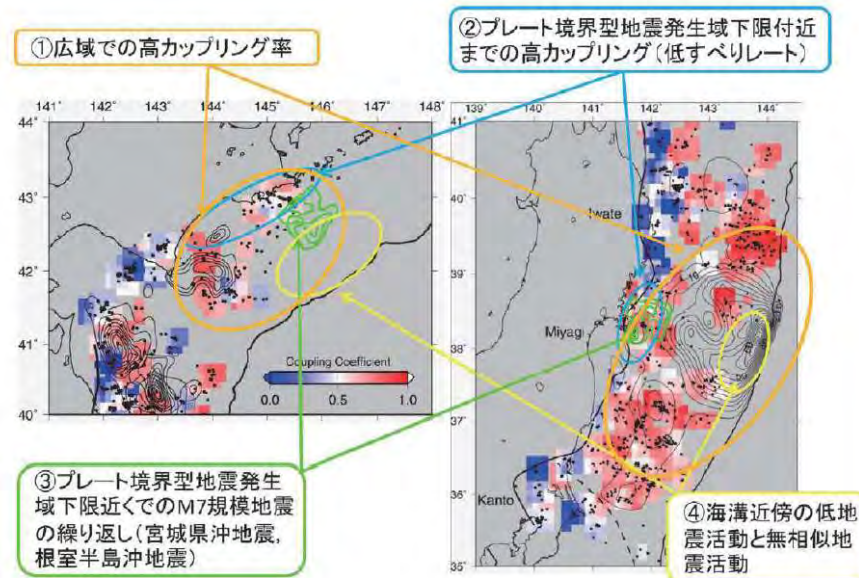 ①広域での高カップリング率
②プレート境界型地震発生域下限付近
までの高カップリング(低すべりレート)
141° 142° 143° 144° 145° 146° 147° 148°
44°
43°
42°
41°
40°
Coupling Coefficient
0.0 0.5 1.0
139° 140° 141° 142° 143° 144°
41°
40°
39°
38°
37°
36°
35°
Iwate
Miyagi
Kanto
10
③プレート境界型地震発生
域下限近くでのM7規模地震
の繰り返し(宮城県沖地震,
根室半島沖地震)
④海溝近傍の低地
震活動と無相似地
震活動